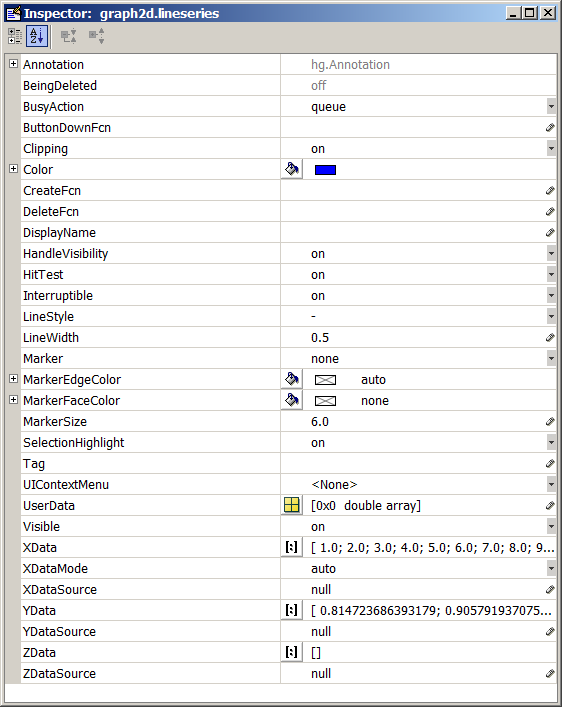 Inspector: graph2d.lineseries
Annotation hg.Annotation
BeingDeleted off
BusyAction queue
ButtonDownFcn
Clipping on
Color
CreateFcn
DeleteFcn
DisplayName
HandleVisibility on
HitTest on
Interruptible on
LineStyle -
LineWidth 0.5
Marker none
MarkerEdgeColor auto
MarkerFaceColor none
MarkerSize 6.0
SelectionHighlight on
Tag
UIContextMenu <None>
UserData [0x0 double array]
Visible on
XData [ 1.0; 2.0; 3.0; 4.0; 5.0; 6.0; 7.0; 8.0; 9...
XDataMode auto
XDataSource null
YData [ 0.814723686393179; 0.905791937075...
YDataSource null
ZData []
ZDataSource null